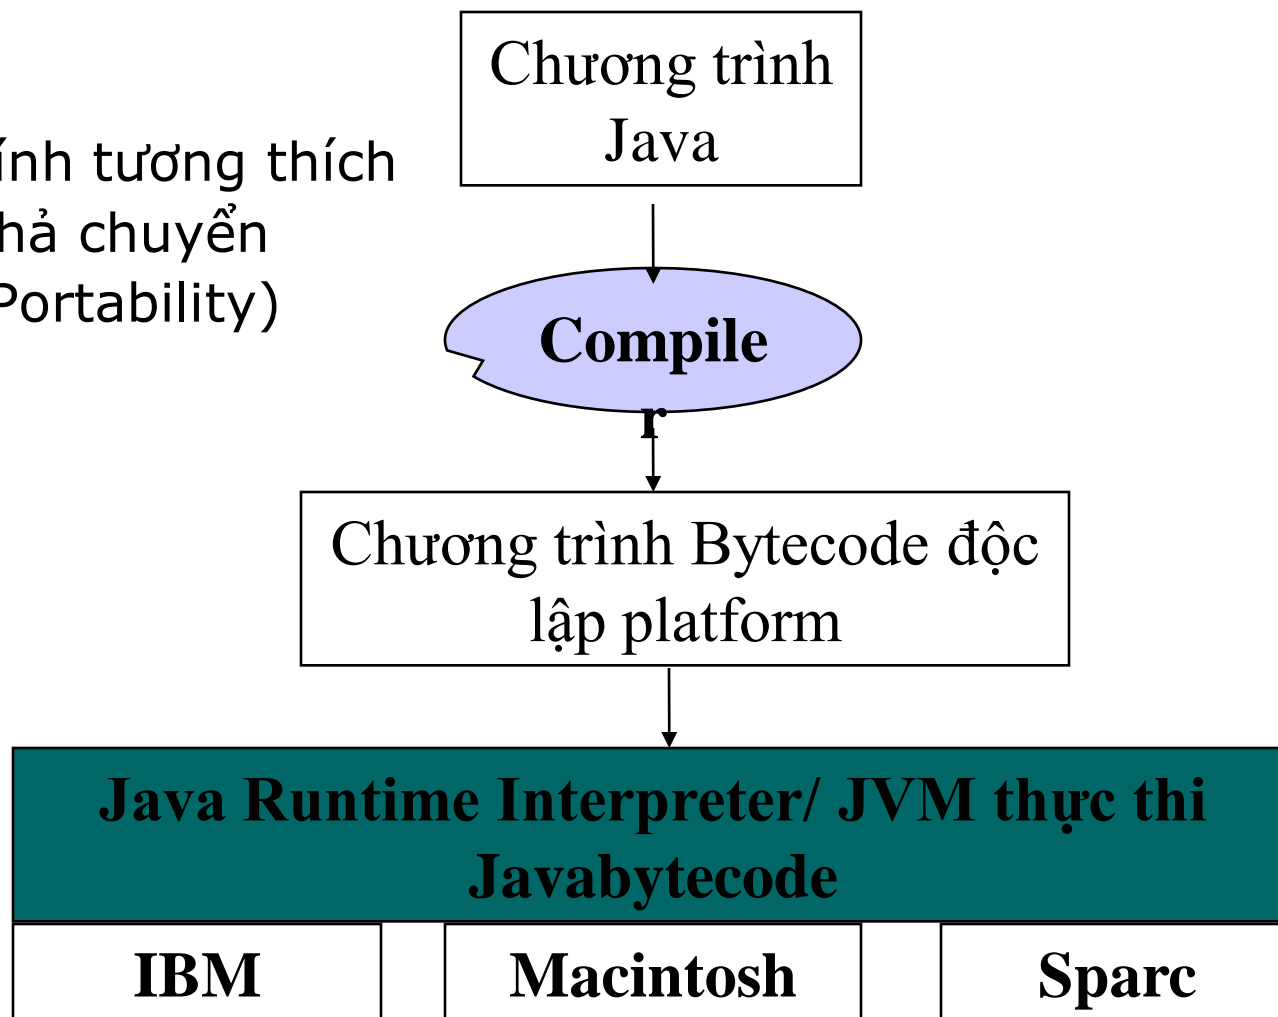 Chương trình
Java
ính tương thích
hả chuyển
Portability)
Compile
r
Chương trình Bytecode độc
lập platform
Java Runtime Interpreter/ JVM thực thi
Javabytecode
IBM
Macintosh
Sparc